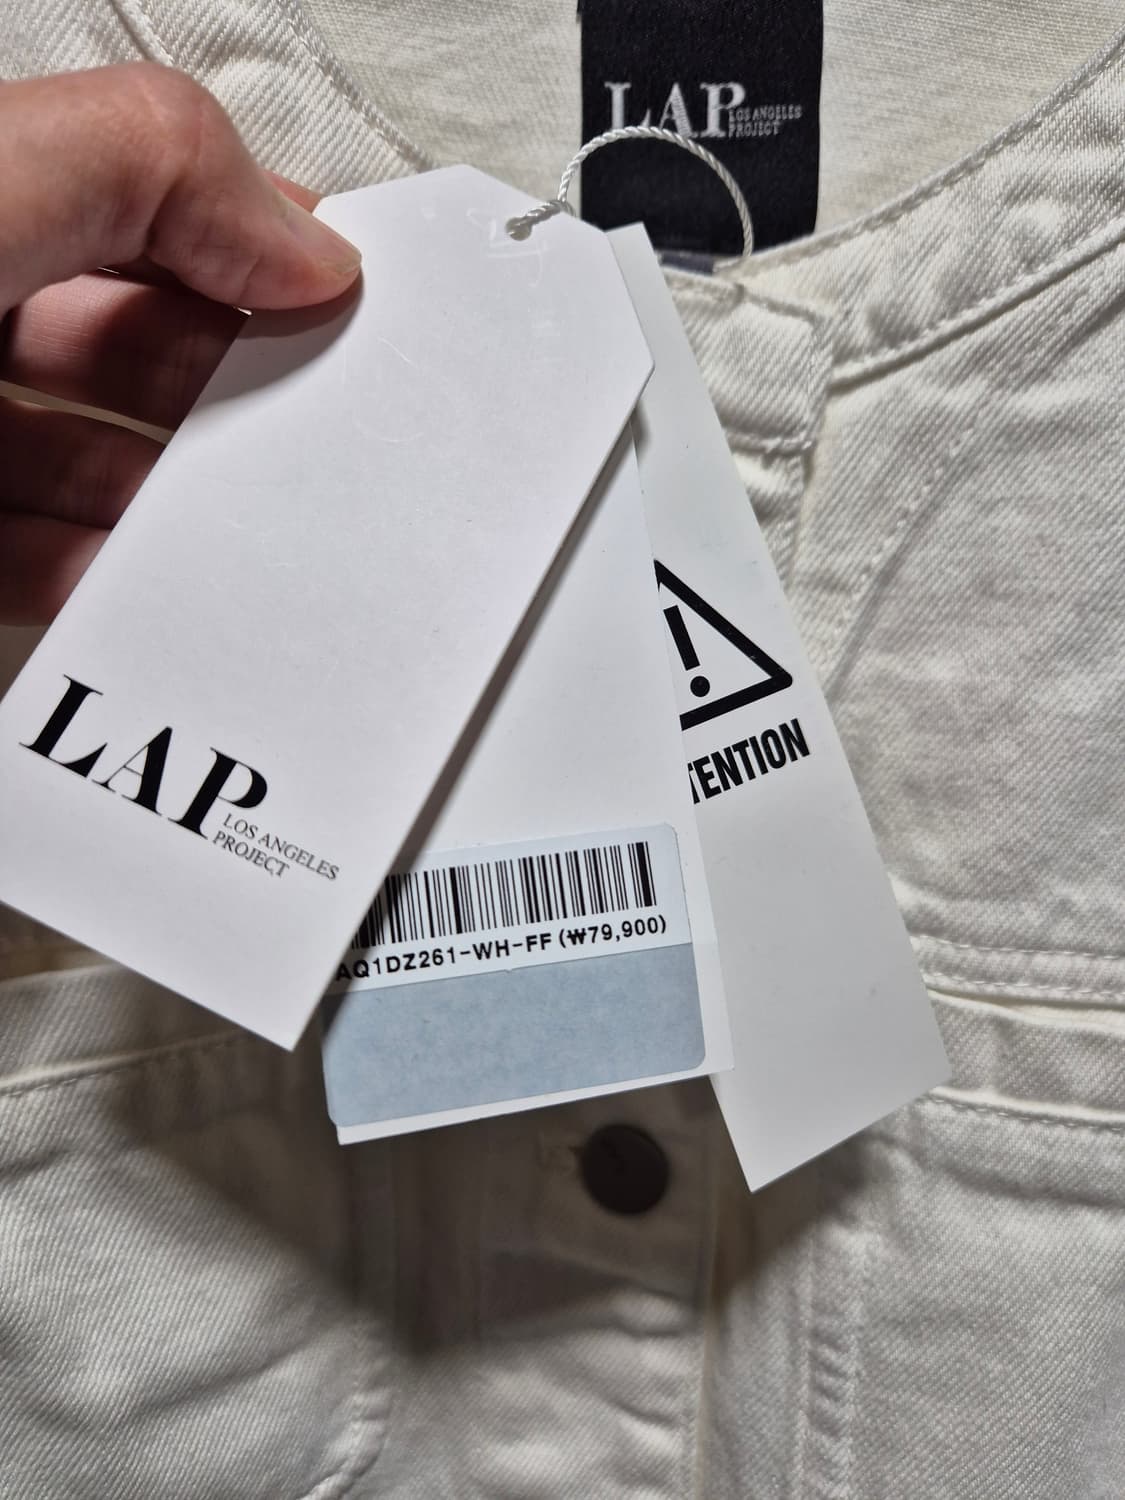 LAP LOS ANGELES
PROJECT
LAP
LOS ANGELES
PROJECT
TENTION
AQ1DZ261-WH-FF (₩79,900)